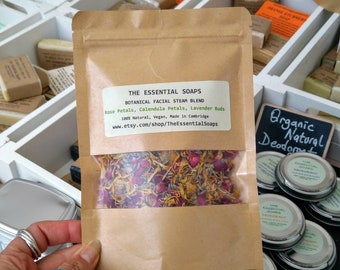 THE ESSENTIAL SOAPS
BOTANICAL FACIAL STEAM BLEND
Rose Petals, Calendula Petals, Lavender Buds
100% Natural, Vegan, Made in Cambridge
www.etsy.com/shop/TheEssentialSoaps
Organic
Natural
Deodorant